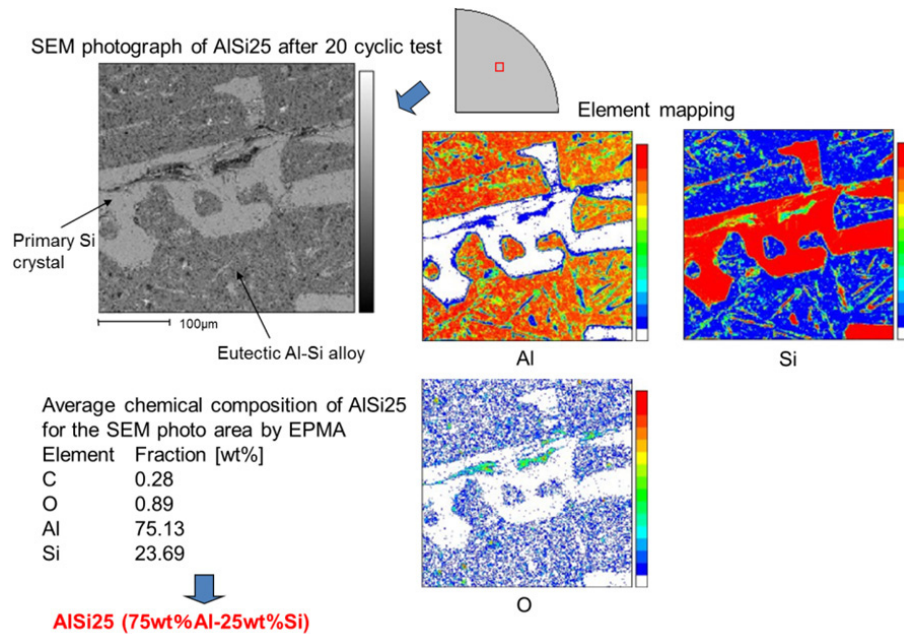 SEM photograph of AlSi25 after 20 cyclic test
Element mapping
Primary Si
crystal
100μm
Eutectic Al-Si alloy
Al
Si
Average chemical composition of AlSi25
for the SEM photo area by EPMA
Element Fraction [wt%]
C 0.28
O 0.89
Al 75.13
Si 23.69
O
AlSi25 (75wt%Al-25wt%Si)